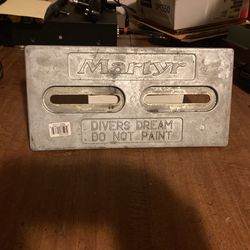 Martyr
DIVERS DREAM
DO NOT PAINT